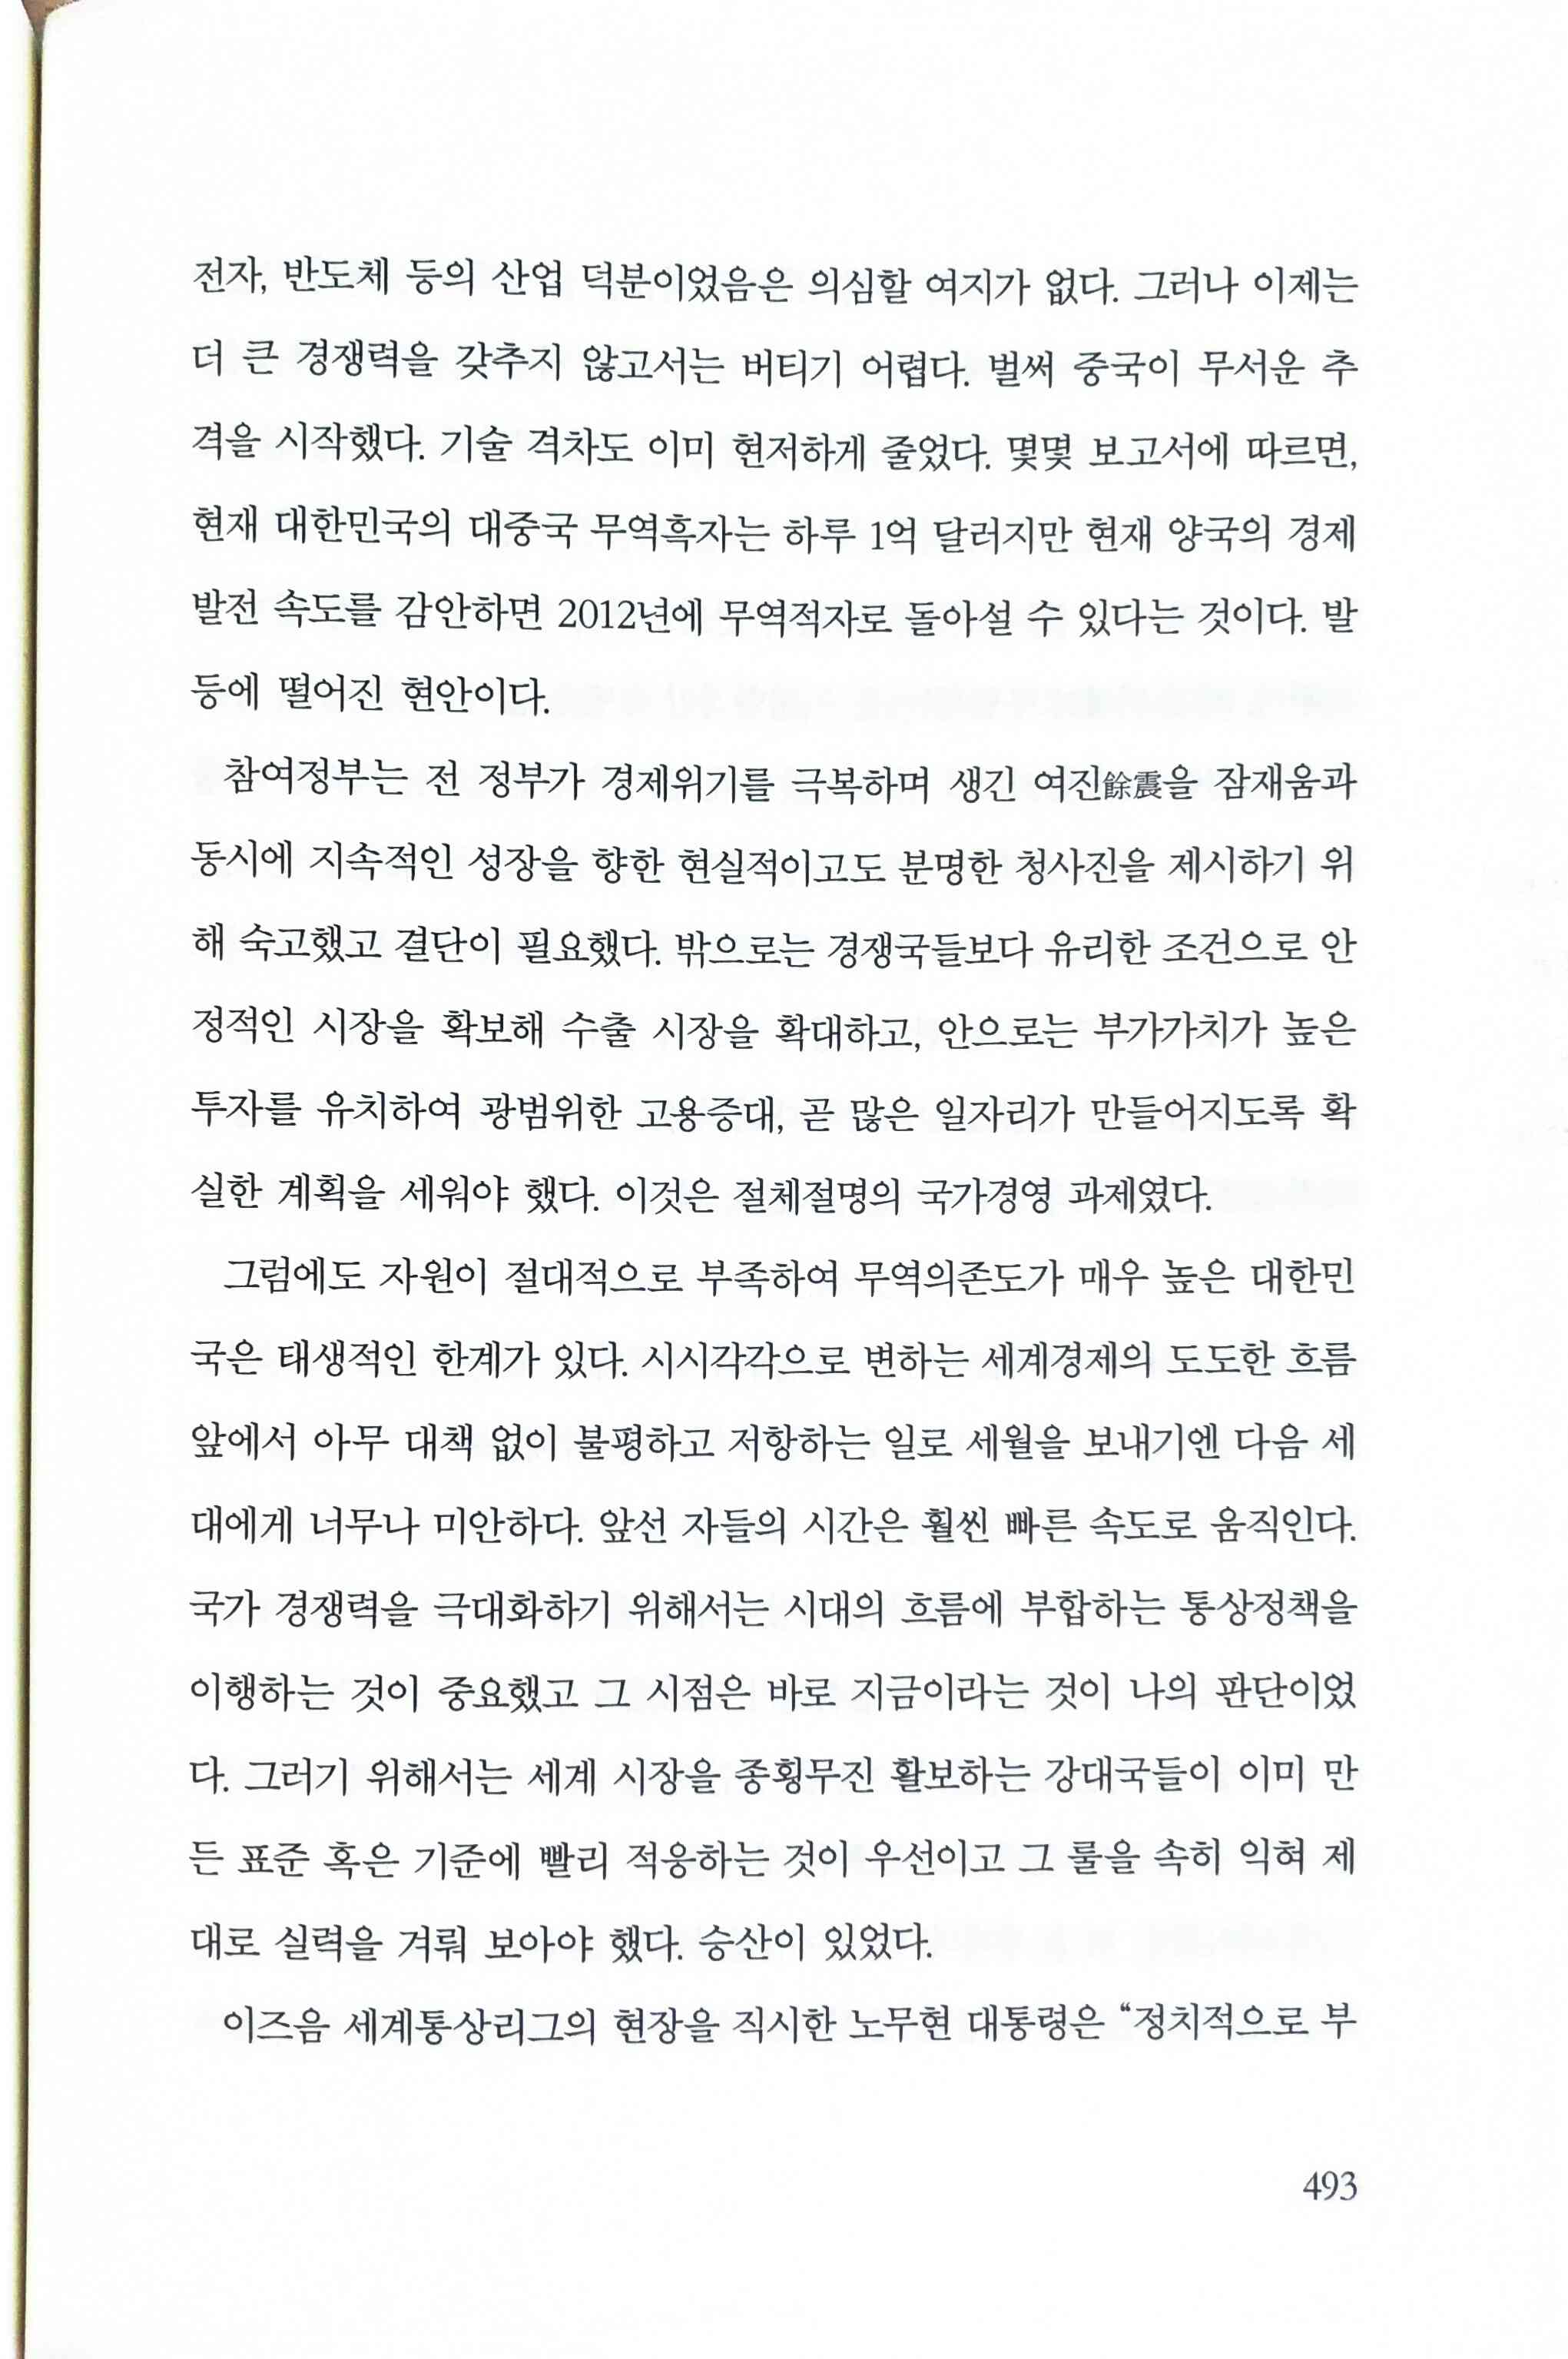 전자, 반도체 등의 산업 덕분이었음은 의심할 여지가 없다. 그러나 이제는
더 큰 경쟁력을 갖추지 않고서는 버티기 어렵다. 벌써 중국이 무서운 추
격을 시작했다. 기술 격차도 이미 현저하게 줄었다. 몇몇 보고서에 따르면,
현재 대한민국의 대중국 무역흑자는 하루 1억 달러지만 현재 양국의 경제
발전 속도를 감안하면 2012년에 무역적자로 돌아설 수 있다는 것이다. 발
등에 떨어진 현안이다.
참여정부는 전 정부가 경제위기를 극복하며 생긴 여진餘震을 잠재움과
동시에 지속적인 성장을 향한 현실적이고도 분명한 청사진을 제시하기 위
해 숙고했고 결단이 필요했다. 밖으로는 경쟁국들보다 유리한 조건으로 안
정적인 시장을 확보해 수출 시장을 확대하고, 안으로는 부가가치가 높은
투자를 유치하여 광범위한 고용증대, 곧 많은 일자리가 만들어지도록 확
실한 계획을 세워야 했다. 이것은 절체절명의 국가경영 과제였다.
그럼에도 자원이 절대적으로 부족하여 무역의존도가 매우 높은 대한민
국은 태생적인 한계가 있다. 시시각각으로 변하는 세계경제의 도도한 흐름
앞에서 아무 대책 없이 불평하고 저항하는 일로 세월을 보내기엔 다음 세
대에게 너무나 미안하다. 앞선 자들의 시간은 훨씬 빠른 속도로 움직인다.
국가 경쟁력을 극대화하기 위해서는 시대의 흐름에 부합하는 통상정책을
이행하는 것이 중요했고 그 시점은 바로 지금이라는 것이 나의 판단이었
다. 그러기 위해서는 세계 시장을 종횡무진 활보하는 강대국들이 이미 만
든 표준 혹은 기준에 빨리 적응하는 것이 우선이고 그 룰을 속히 익혀 제
대로 실력을 겨뤄 보아야 했다. 승산이 있었다.
이즈음 세계통상리그의 현장을 직시한 노무현 대통령은 “정치적으로 부
493